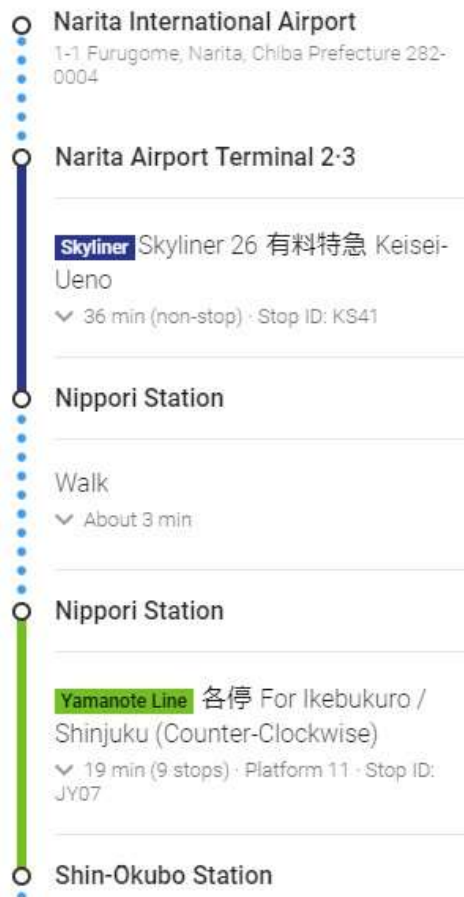 Narita International Airport
1-1 Furugome, Narita, Chiba Prefecture 282-
0004
Narita Airport Terminal 2·3
Skyliner Skyliner 26 有料特急 Keisei-
Ueno
36 min (non-stop) · Stop ID: KS41
Nippori Station
Walk
About 3 min
Nippori Station
Yamanote Line 各停 For Ikebukuro /
Shinjuku (Counter-Clockwise)
19 min (9 stops) · Platform 11 · Stop ID:
JY07
Shin-Okubo Station